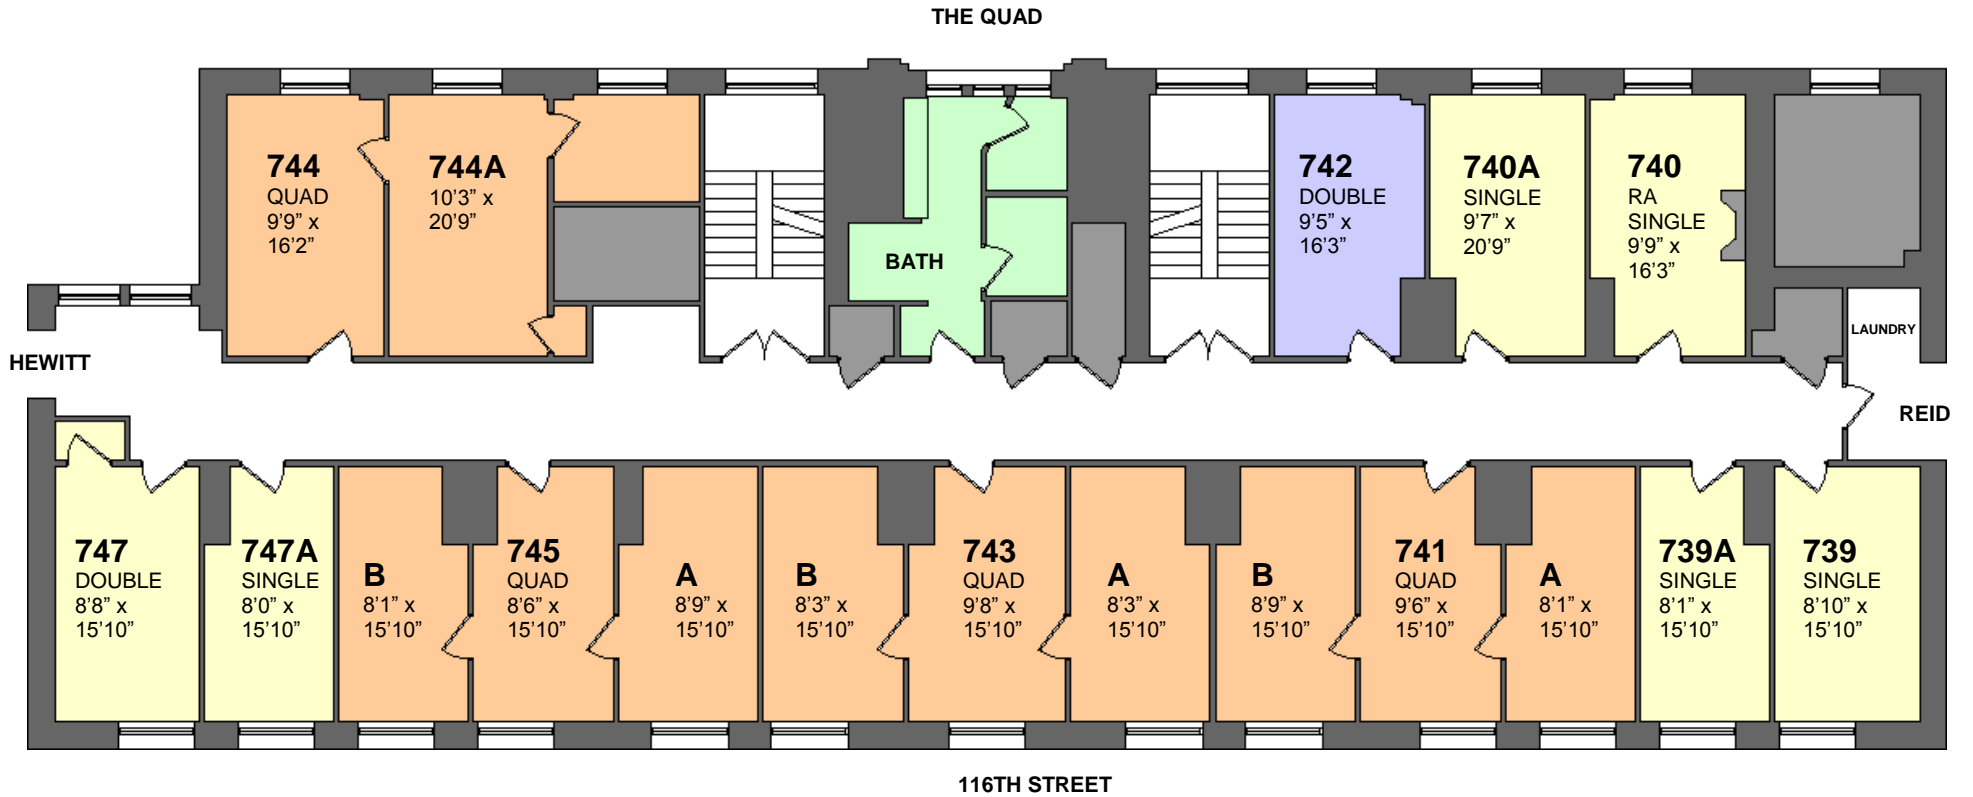 THE QUAD
744
QUAD
9’9” x
16’2”
744A
10’3” x
20’9”
BATH
742
DOUBLE
9’5” x
16’3”
740A
SINGLE
9’7” x
20’9”
740
RA
SINGLE
9’9” x
16’3”
LAUNDRY
HEWITT
REID
747
DOUBLE
8’8” x
15’10”
747A
SINGLE
8’0” x
15’10”
B
8’1” x
15’10”
745
QUAD
8’6” x
15’10”
A
8’9” x
15’10”
B
8’3” x
15’10”
743
QUAD
9’8” x
15’10”
A
8’3” x
15’10”
B
8’9” x
15’10”
741
QUAD
9’6” x
15’10”
A
8’1” x
15’10”
739A
SINGLE
8’1” x
15’10”
739
SINGLE
8’10” x
15’10”
116TH STREET